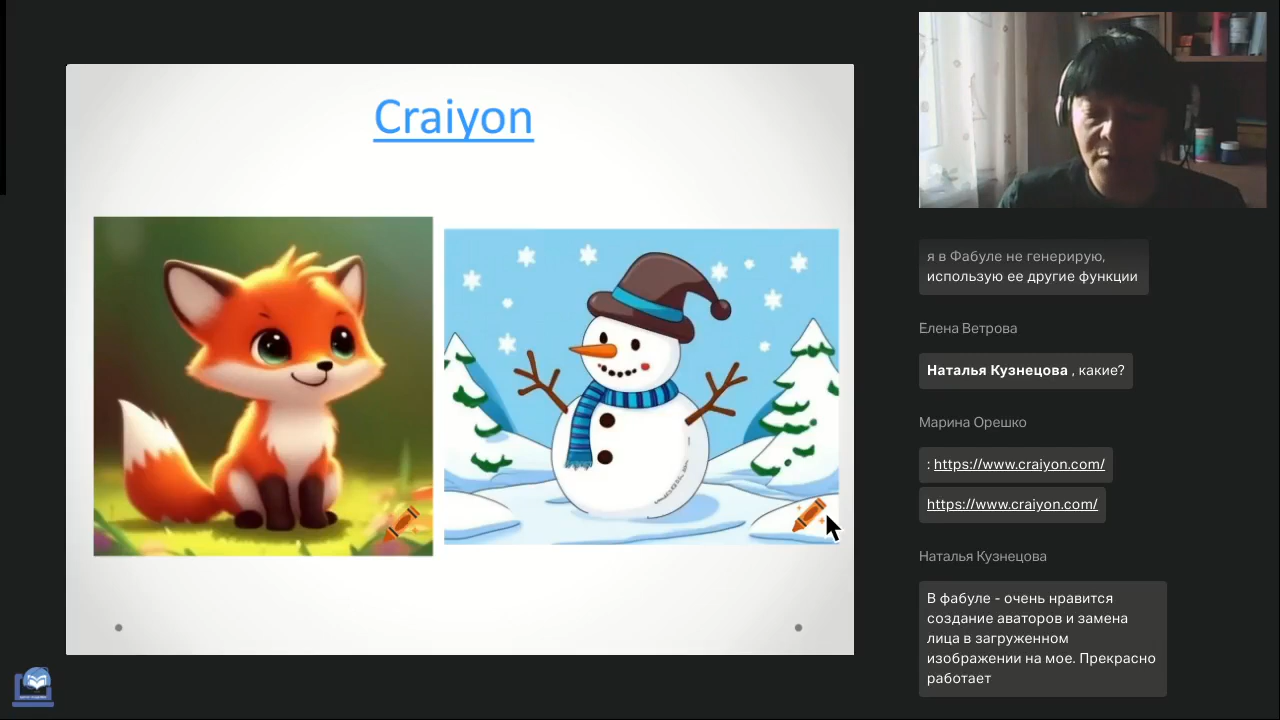 Craiyon
я в Фабуле не генерирую,
использую ее другие функции
Елена Ветрова
Наталья Кузнецова , какие?
Марина Орешко
: https://www.craiyon.com/
https://www.craiyon.com/
Наталья Кузнецова
В фабуле - очень нравится
создание аваторов и замена
лица в загруженном
изображении на мое. Прекрасно
работает